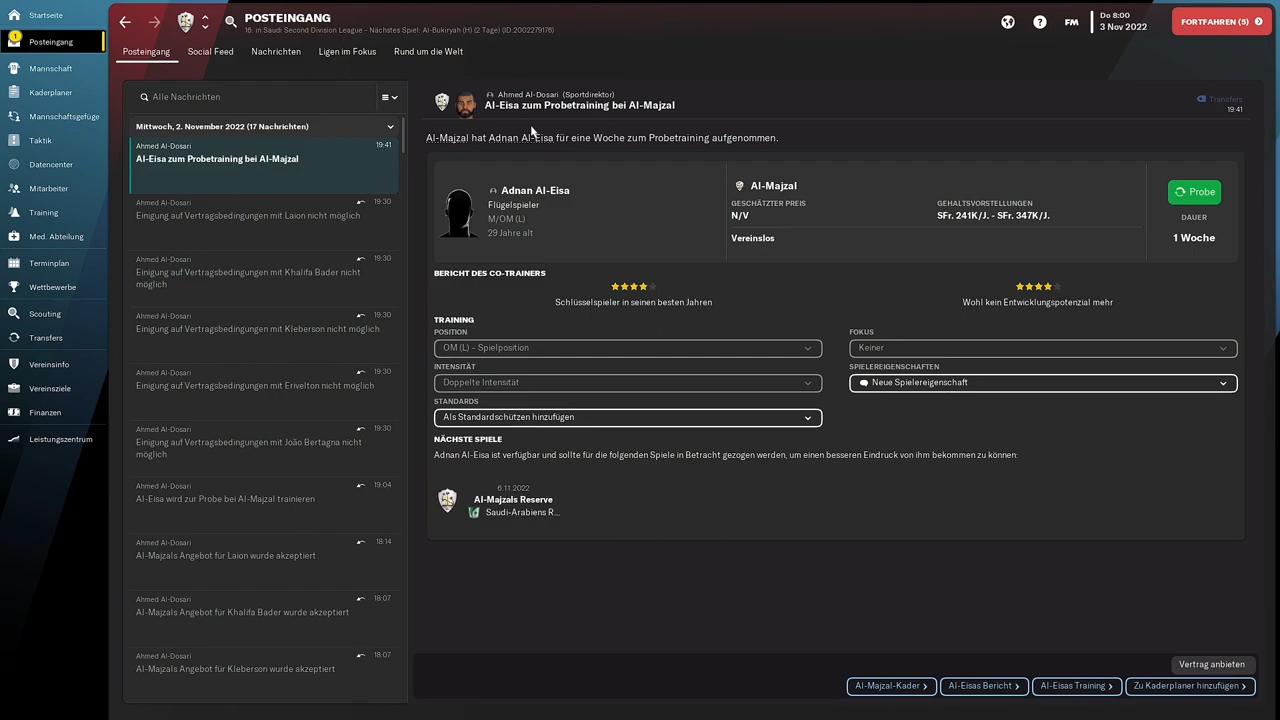 Startseite
1
Posteingang
Mannschaft
Kaderplaner
Mannschaftsgefüge
Taktik
Datencenter
Mitarbeiter
Training
Med. Abteilung
Terminplan
Wettbewerbe
Scouting
Transfers
Vereinsinfo
Vereinsziele
Finanzen
Leistungszentrum
POSTEINGANG
16. in Saudi Second Division League - Nächstes Spiel: Al-Bukiryah (H) (2 Tage) (ID:2002279176)
FM
Do 8:00
3 Nov 2022
FORTFAHREN (5)
Posteingang
Social Feed
Nachrichten
Ligen im Fokus
Rund um die Welt
Alle Nachrichten
Mittwoch, 2. November 2022 (17 Nachrichten)
Ahmed Al-Dosari 19:41
Al-Eisa zum Probetraining bei Al-Majzal
Ahmed Al-Dosari 19:30
Einigung auf Vertragsbedingungen mit Laion nicht möglich
Ahmed Al-Dosari 19:30
Einigung auf Vertragsbedingungen mit Khalifa Bader nicht
möglich
Ahmed Al-Dosari 19:30
Einigung auf Vertragsbedingungen mit Kleberson nicht möglich
Ahmed Al-Dosari 19:30
Einigung auf Vertragsbedingungen mit Erivelton nicht möglich
Ahmed Al-Dosari 19:30
Einigung auf Vertragsbedingungen mit João Bertagna nicht
möglich
Ahmed Al-Dosari 19:04
Al-Eisa wird zur Probe bei Al-Majzal trainieren
Ahmed Al-Dosari 18:14
Al-Majzals Angebot für Laion wurde akzeptiert
Ahmed Al-Dosari 18:07
Al-Majzals Angebot für Khalifa Bader wurde akzeptiert
Ahmed Al-Dosari 18:07
Al-Majzals Angebot für Kleberson wurde akzeptiert
Ahmed Al-Dosari (Sportdirektor)
Al-Eisa zum Probetraining bei Al-Majzal
Transfers
19:41
Al-Majzal hat Adnan Al-Eisa für eine Woche zum Probetraining aufgenommen.
Adnan Al-Eisa
Flügelspieler
M/OM (L)
29 Jahre alt
Al-Majzal
GESCHÄTZTER PREIS
N/V
GEHALTSVORSTELLUNGEN
SFr. 241K/J. - SFr. 347K/J.
Vereinslos
Probe
DAUER
1 Woche
BERICHT DES CO-TRAINERS
Schlüsselspieler in seinen besten Jahren
Wohl kein Entwicklungspotenzial mehr
TRAINING
POSITION
OM (L) – Spielposition
FOKUS
Keiner
INTENSITÄT
Doppelte Intensität
SPIELEREIGENSCHAFTEN
Neue Spielereigenschaft
STANDARDS
Als Standardschützen hinzufügen
NÄCHSTE SPIELE
Adnan Al-Eisa ist verfügbar und sollte für die folgenden Spiele in Betracht gezogen werden, um einen besseren Eindruck von ihm bekommen zu können:
6.11.2022
Al-Majzals Reserve
Saudi-Arabiens R...
Vertrag anbieten
Al-Majzal-Kader
Al-Eisas Bericht
Al-Eisas Training
Zu Kaderplaner hinzufügen